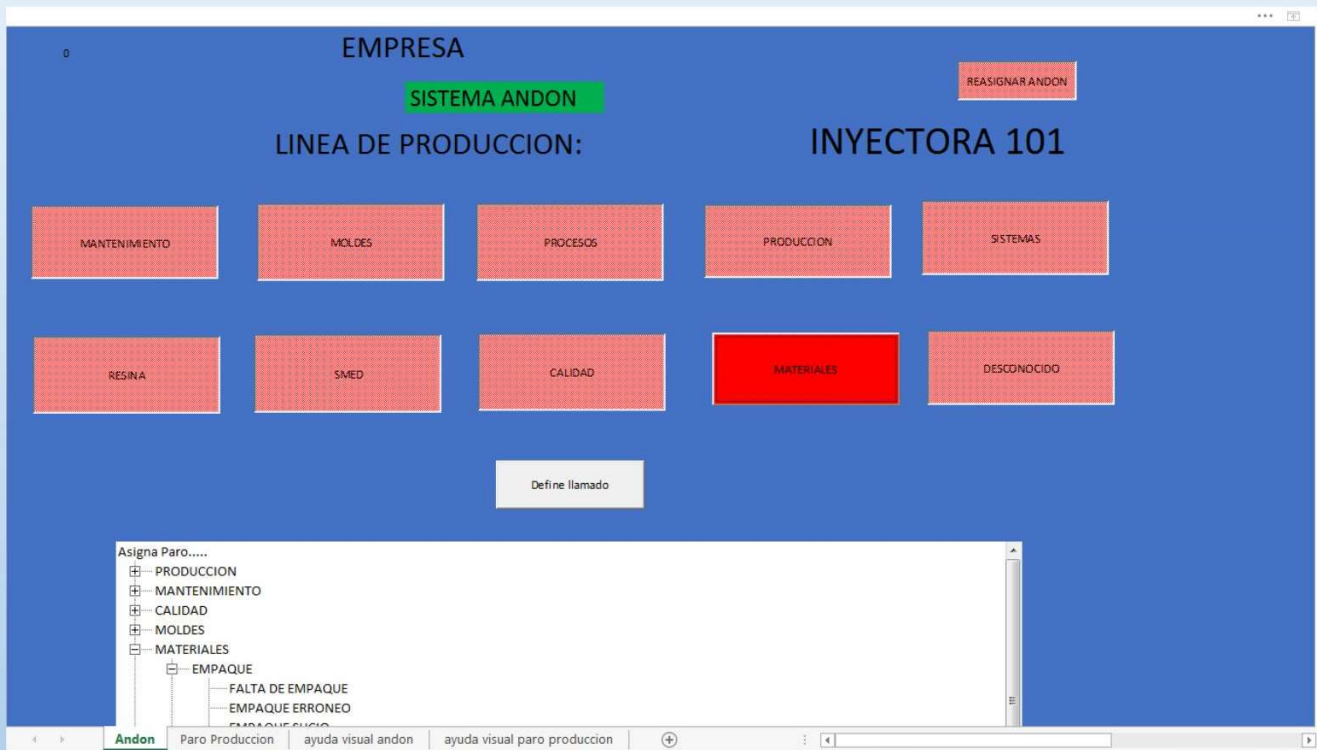 0
EMPRESA
REASIGNAR ANDON
SISTEMA ANDON
LINEA DE PRODUCCION:
INYECTORA 101
MANTENIMIENTO
MOLDES
PROCESOS
PRODUCCION
SISTEMAS
RESINA
SMED
CALIDAD
MATERIALES
DESCONOCIDO
Define llamado
Asigna Paro.....
PRODUCCION
MANTENIMIENTO
CALIDAD
MOLDES
MATERIALES
EMPAQUE
FALTA DE EMPAQUE
EMPAQUE ERRONEO
EMPAQUE SUCIO
Andon
Paro Produccion
ayuda visual andon
ayuda visual paro produccion